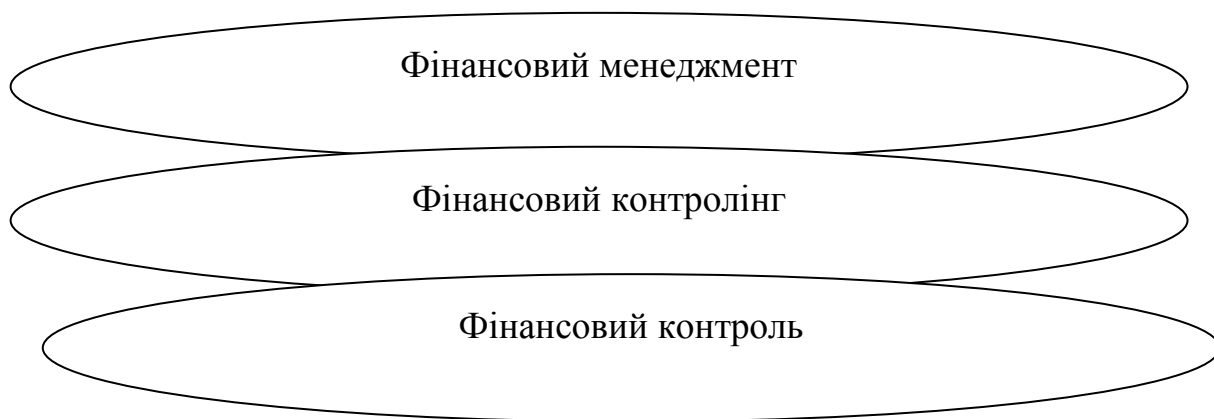 Фінансовий менеджмент
Фінансовий контролінг
Фінансовий контроль